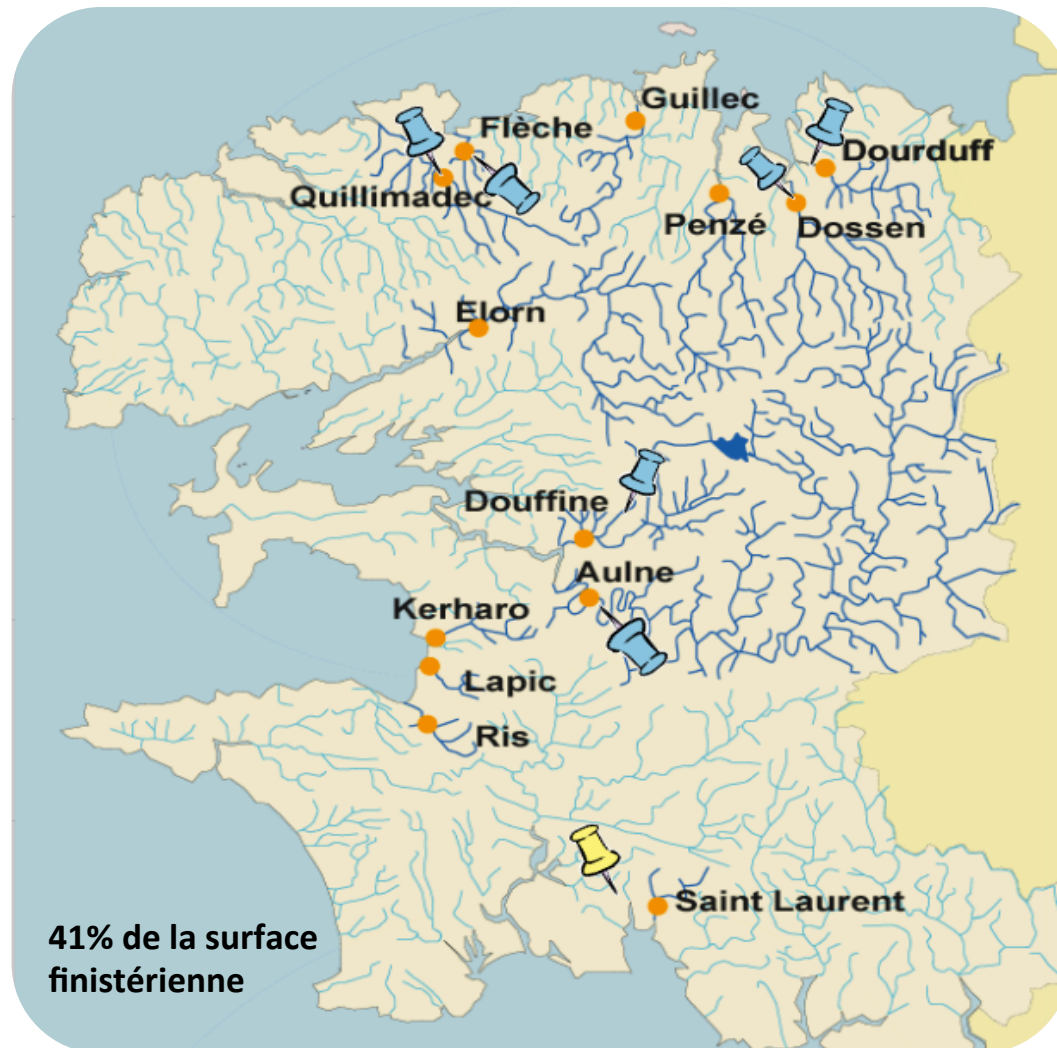 Guillec
Flèche
Dourduff
Quillimadec
Penzé
Dossen
Elorn
Douffine
Aulne
Kerharo
Lapic
Ris
Saint Laurent
41% de la surface
finistérienne